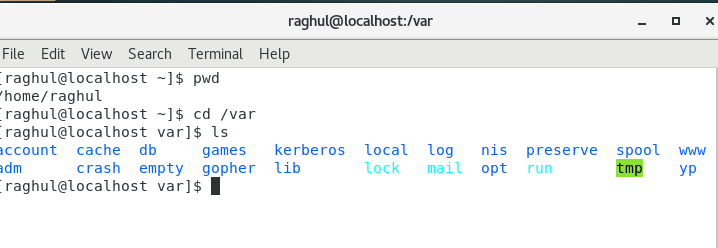 raghul@localhost:/var
File Edit View Search Terminal Help
[raghul@localhost ~]$ pwd
/home/raghul
[raghul@localhost ~]$ cd /var
[raghul@localhost var]$ ls
account cache db games kerberos local log nis preserve spool www
adm crash empty gopher lib lock mail opt run tmp yp
[raghul@localhost var]$